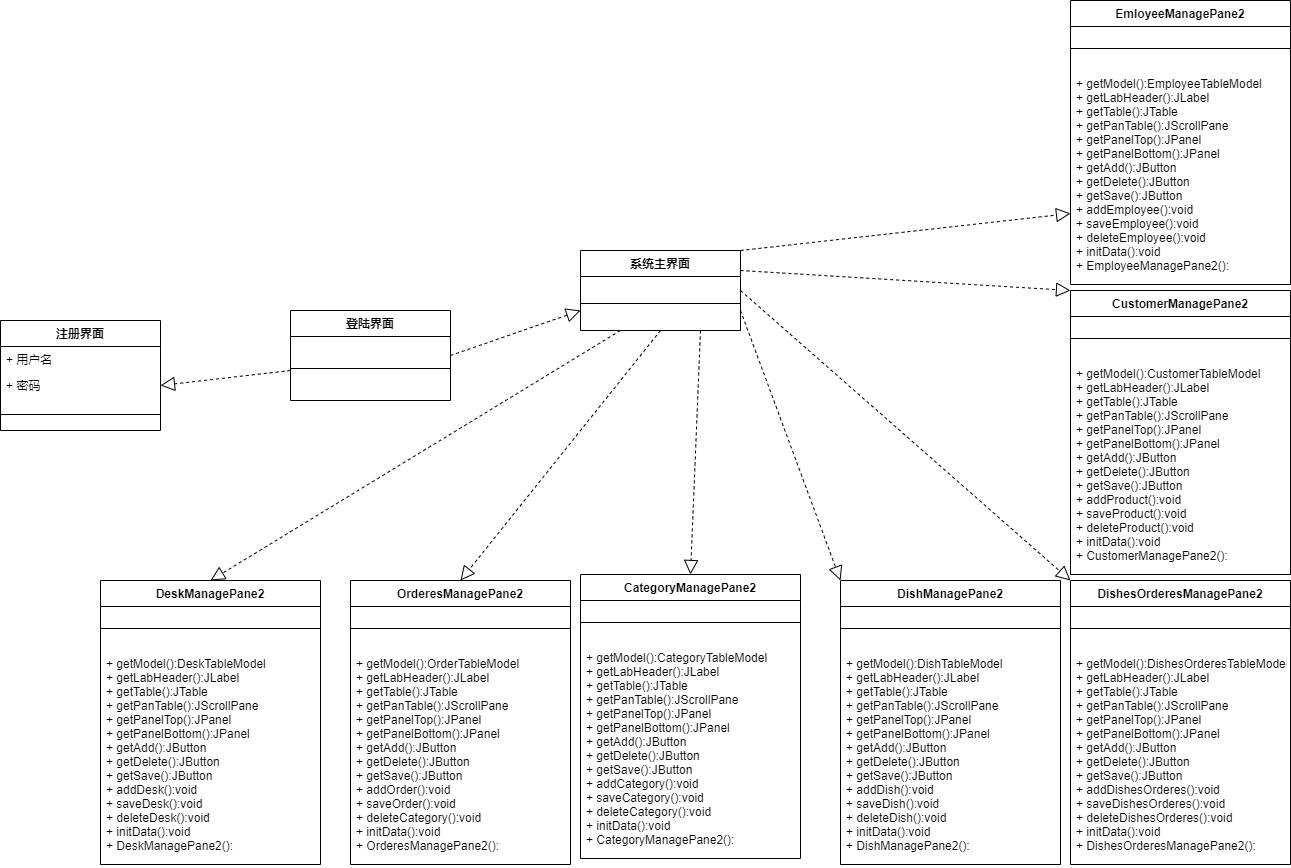 EmloyeeManagePane2
+ getModel():EmployeeTableModel
+ getLabHeader():JLabel
+ getTable():JTable
+ getPanTable():JScrollPane
+ getPanelTop():JPanel
+ getPanelBottom():JPanel
+ getAdd():JButton
+ getDelete():JButton
+ getSave():JButton
+ addEmployee():void
+ saveEmployee():void
+ deleteEmployee():void
+ initData():void
+ EmployeeManagePane2():
系统主界面
登陆界面
注册界面
+ 用户名
+ 密码
CustomerManagePane2
+ getModel():CustomerTableModel
+ getLabHeader():JLabel
+ getTable():JTable
+ getPanTable():JScrollPane
+ getPanelTop():JPanel
+ getPanelBottom():JPanel
+ getAdd():JButton
+ getDelete():JButton
+ getSave():JButton
+ addProduct():void
+ saveProduct():void
+ deleteProduct():void
+ initData():void
+ CustomerManagePane2():
DeskManagePane2
+ getModel():DeskTableModel
+ getLabHeader():JLabel
+ getTable():JTable
+ getPanTable():JScrollPane
+ getPanelTop():JPanel
+ getPanelBottom():JPanel
+ getAdd():JButton
+ getDelete():JButton
+ getSave():JButton
+ addDesk():void
+ saveDesk():void
+ deleteDesk():void
+ initData():void
+ DeskManagePane2():
OrderesManagePane2
+ getModel():OrderTableModel
+ getLabHeader():JLabel
+ getTable():JTable
+ getPanTable():JScrollPane
+ getPanelTop():JPanel
+ getPanelBottom():JPanel
+ getAdd():JButton
+ getDelete():JButton
+ getSave():JButton
+ addOrder():void
+ saveOrder():void
+ deleteCategory():void
+ initData():void
+ OrderesManagePane2():
CategoryManagePane2
+ getModel():CategoryTableModel
+ getLabHeader():JLabel
+ getTable():JTable
+ getPanTable():JScrollPane
+ getPanelTop():JPanel
+ getPanelBottom():JPanel
+ getAdd():JButton
+ getDelete():JButton
+ getSave():JButton
+ addCategory():void
+ saveCategory():void
+ deleteCategory():void
+ initData():void
+ CategoryManagePane2():
DishManagePane2
+ getModel():DishTableModel
+ getLabHeader():JLabel
+ getTable():JTable
+ getPanTable():JScrollPane
+ getPanelTop():JPanel
+ getPanelBottom():JPanel
+ getAdd():JButton
+ getDelete():JButton
+ getSave():JButton
+ addDish():void
+ saveDish():void
+ deleteDish():void
+ initData():void
+ DishManagePane2():
DishesOrderesManagePane2
+ getModel():DishesOrderesTableMode
+ getLabHeader():JLabel
+ getTable():JTable
+ getPanTable():JScrollPane
+ getPanelTop():JPanel
+ getPanelBottom():JPanel
+ getAdd():JButton
+ getDelete():JButton
+ getSave():JButton
+ addDishesOrderes():void
+ saveDishesOrderes():void
+ deleteDishesOrderes():void
+ initData():void
+ DishesOrderesManagePane2():